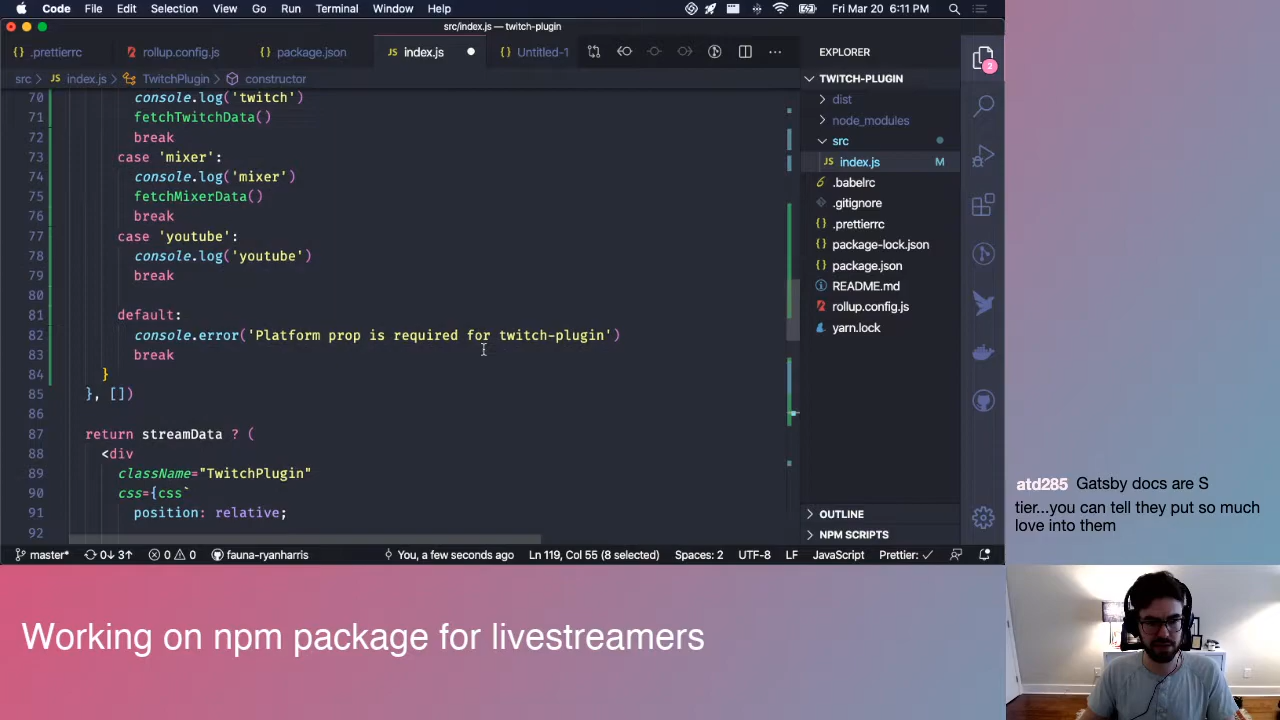 Code File Edit Selection View Go Run Terminal Window Help Fri Mar 20 6:11 PM
src/index.js — twitch-plugin
{} .prettierrc rollup.config.js {} package.json JS index.js Untitled-1
EXPLORER
src > JS index.js > TwitchPlugin > constructor
TWITCH-PLUGIN
dist
node_modules
src
JS index.js M
.babelrc
.gitignore
{} .prettierrc
{} package-lock.json
{} package.json
README.md
rollup.config.js
yarn.lock
OUTLINE
NPM SCRIPTS
2
70 console.log('twitch')
71 fetchTwitchData()
72 break
73 case 'mixer':
74 console.log('mixer')
75 fetchMixerData()
76 break
77 case 'youtube':
78 console.log('youtube')
79 break
80
81 default:
82 console.error('Platform prop is required for twitch-plugin')
83 break
84 }
85 }, [])
86
87 return streamData ? (
88 <div
89 className="TwitchPlugin"
90 css={css`
91 position: relative;
92
master* 0↓ 3↑ 0 0 fauna-ryanharris You, a few seconds ago Ln 119, Col 55 (8 selected) Spaces: 2 UTF-8 LF JavaScript Prettier: ✓
atd285 Gatsby docs are S
tier...you can tell they put so much
love into them
Working on npm package for livestreamers